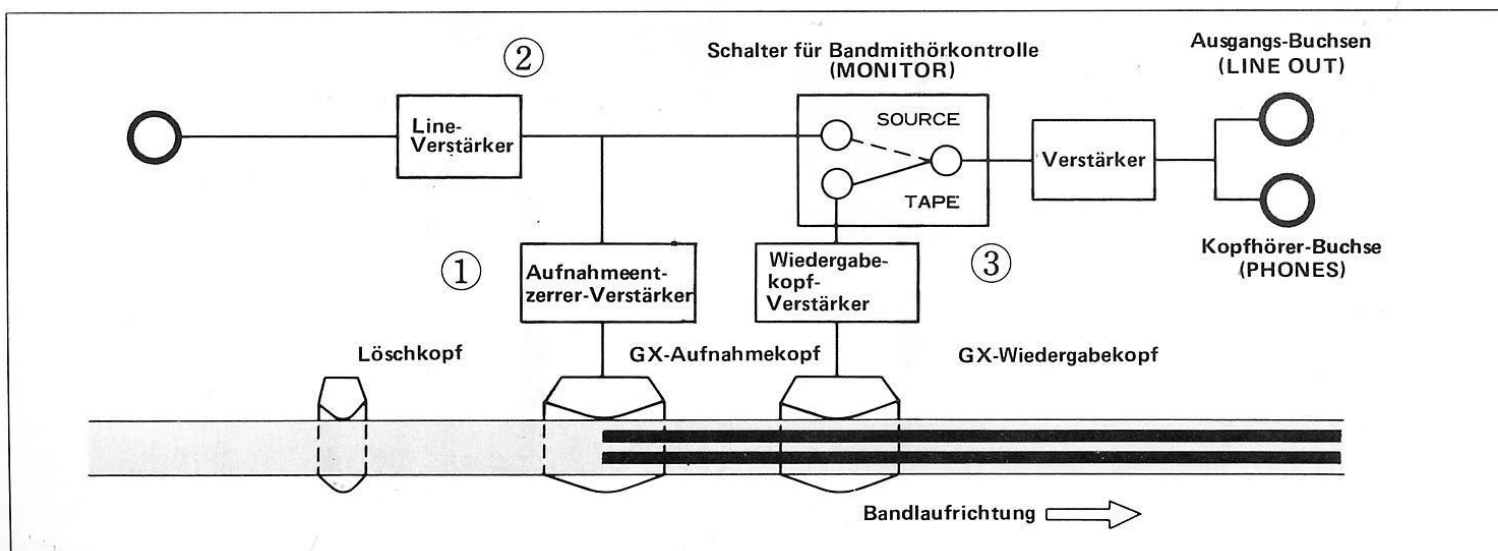 ②
Schalter für Bandmithörkontrolle
(MONITOR)
Ausgangs-Buchsen
(LINE OUT)
Line-
Verstärker
SOURCE
TAPE
Verstärker
Kopfhörer-Buchse
(PHONES)
①
Aufnahmeent-
zerrer-Verstärker
Wiedergabe-
kopf-
Verstärker
③
Löschkopf
GX-Aufnahmekopf
GX-Wiedergabekopf
Bandlaufrichtung